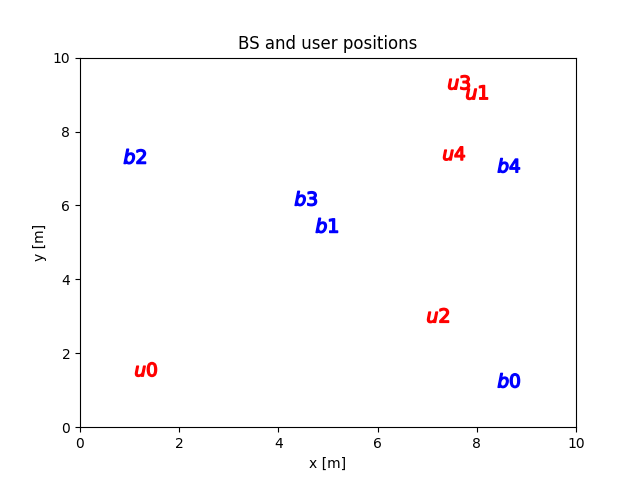 BS and user positions
10
u3
u1
8
b2
u4
b4
6
b3
b1
y [m]
4
u2
2
u0
b0
0
0 2 4 6 8 10
x [m]